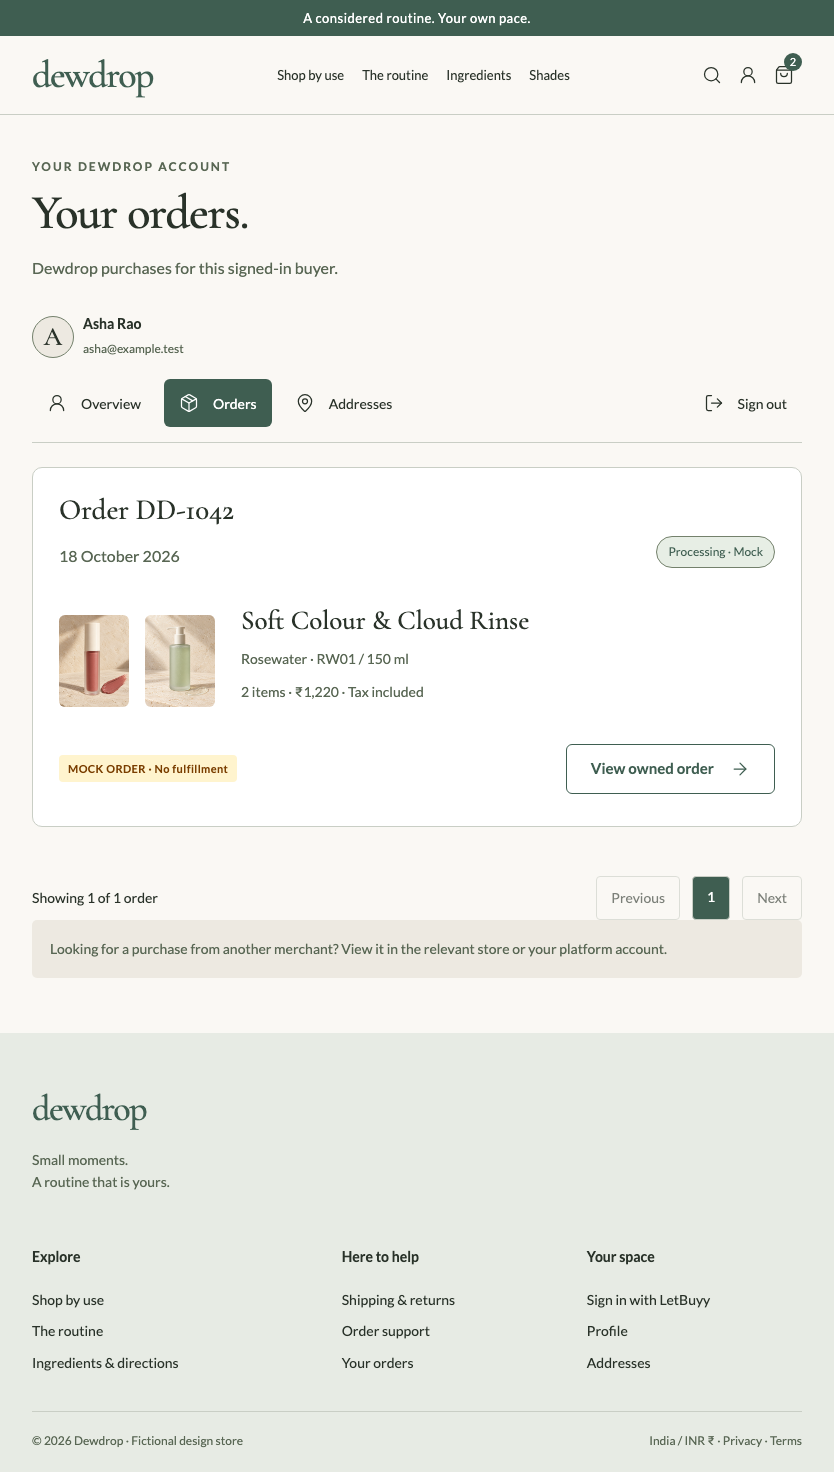 A considered routine. Your own pace.
dewdrop
Shop by use The routine Ingredients Shades
2
YOUR DEWDROP ACCOUNT
Your orders.
Dewdrop purchases for this signed-in buyer.
A
Asha Rao
asha@example.test
Overview Orders Addresses Sign out
Order DD-1042
18 October 2026
Processing · Mock
Soft Colour & Cloud Rinse
Rosewater · RW01 / 150 ml
2 items · ₹1,220 · Tax included
MOCK ORDER · No fulfillment
View owned order
Showing 1 of 1 order
Previous 1 Next
Looking for a purchase from another merchant? View it in the relevant store or your platform account.
dewdrop
Small moments.
A routine that is yours.
Explore Here to help Your space
Shop by use Shipping & returns Sign in with LetBuyy
The routine Order support Profile
Ingredients & directions Your orders Addresses
© 2026 Dewdrop · Fictional design store India / INR ₹ · Privacy · Terms